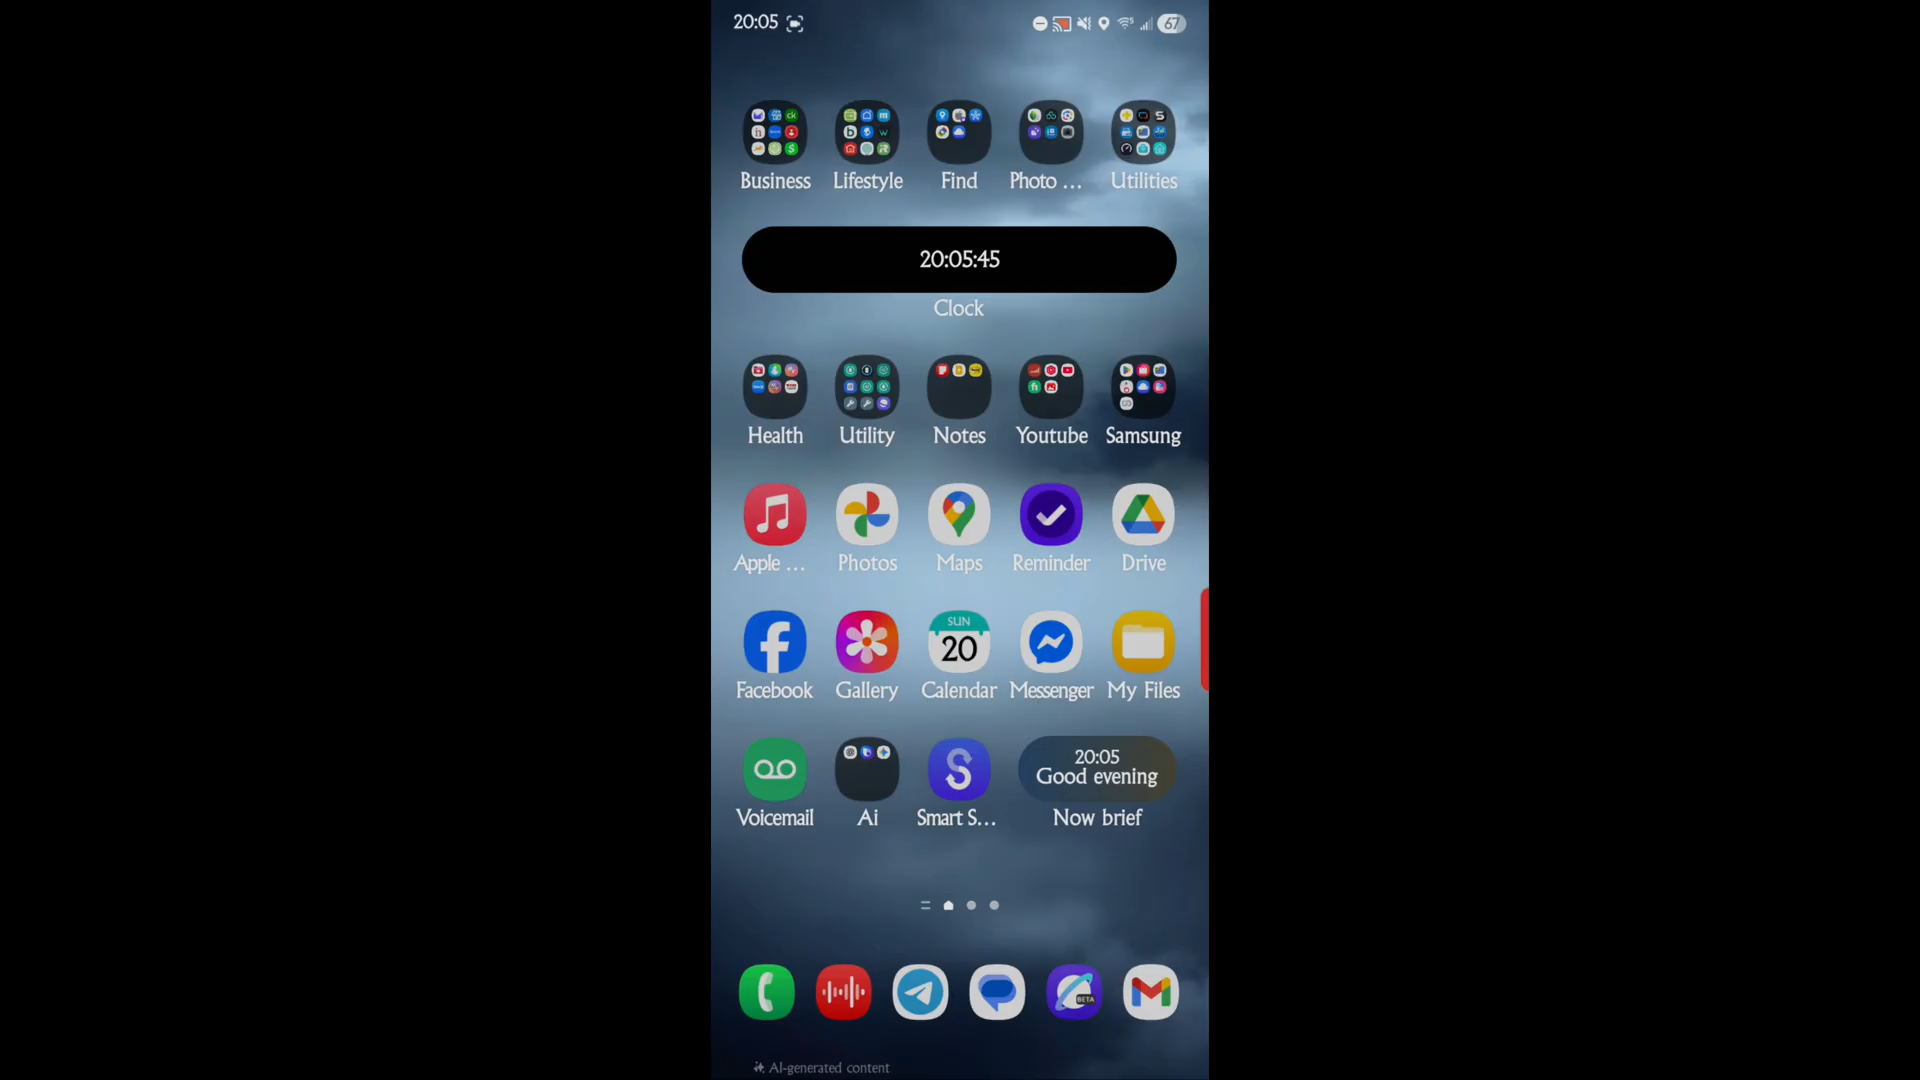 20:05 67
Business Lifestyle Find Photo ... Utilities
20:05:45
Clock
Health Utility Notes Youtube Samsung
Apple ... Photos Maps Reminder Drive
SUN
20
Facebook Gallery Calendar Messenger My Files
20:05
Good evening
Voicemail Ai Smart S... Now brief
BETA
AI-generated content